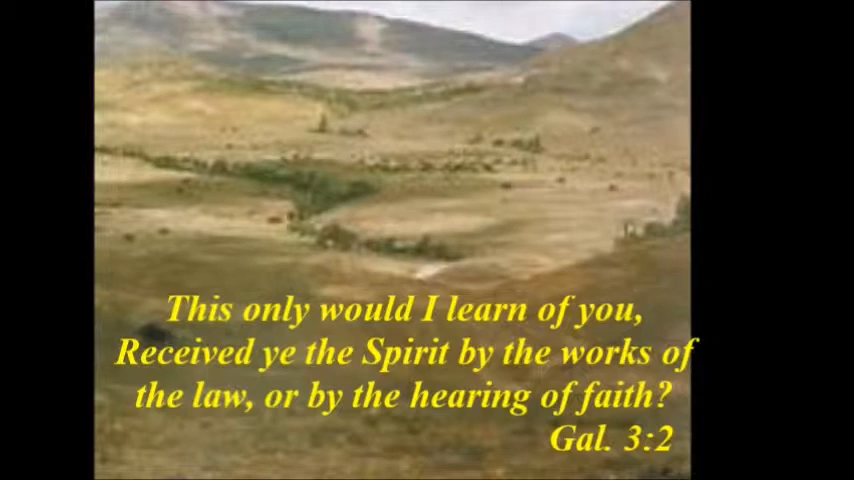 This only would I learn of you,
Received ye the Spirit by the works of
the law, or by the hearing of faith?
Gal. 3:2